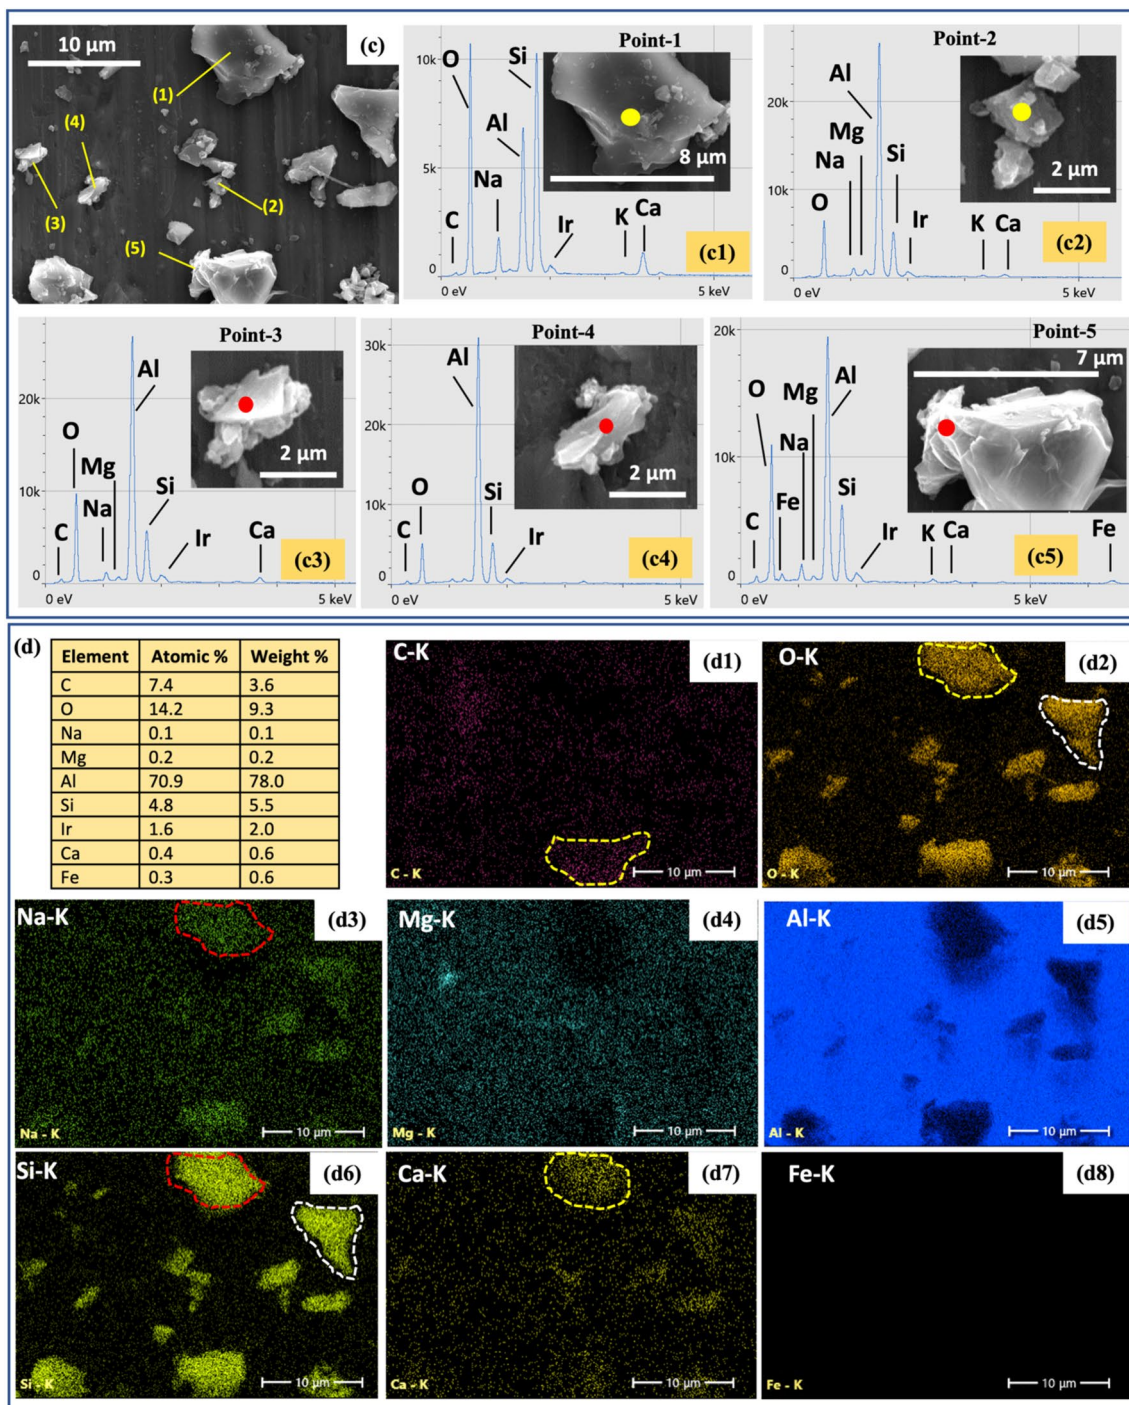 (c)
10 µm
(1)
(4)
(3)
(2)
(5)
Point-1
10k
5k
0
O
Si
Al
Na
C
Ir
K
Ca
8 µm
(c1)
0 eV
5 keV
Point-2
20k
10k
0
Al
Mg
Na
Si
O
Ir
K
Ca
2 µm
(c2)
0 eV
5 keV
Point-3
20k
10k
0
Al
O
Mg
Na
Si
C
Ir
Ca
2 µm
(c3)
0 eV
5 keV
Point-4
30k
20k
10k
0
Al
O
Si
C
Ir
2 µm
(c4)
0 eV
5 keV
Point-5
20k
10k
0
7 µm
O
Mg
Al
Na
Fe
Si
C
Ir
K
Ca
Fe
(c5)
0 eV
5 keV
(d)
Element Atomic % Weight %
C 7.4 3.6
O 14.2 9.3
Na 0.1 0.1
Mg 0.2 0.2
Al 70.9 78.0
Si 4.8 5.5
Ir 1.6 2.0
Ca 0.4 0.6
Fe 0.3 0.6
C-K
(d1)
C - K
10 µm
O-K
(d2)
O - K
10 µm
Na-K
(d3)
Na - K
10 µm
Mg-K
(d4)
Mg - K
10 µm
Al-K
(d5)
Al - K
10 µm
Si-K
(d6)
Si - K
10 µm
Ca-K
(d7)
Ca - K
10 µm
Fe-K
(d8)
Fe - K
10 µm